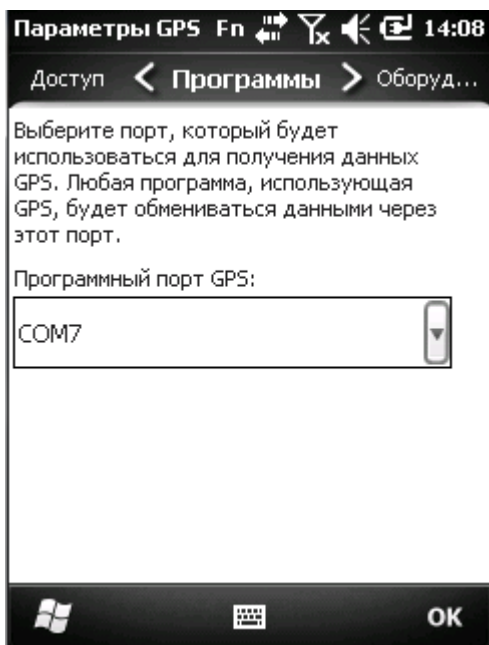 Параметры GPS Fn 14:08
Доступ Программы Оборуд...
Выберите порт, который будет
использоваться для получения данных
GPS. Любая программа, использующая
GPS, будет обмениваться данными через
этот порт.
Программный порт GPS:
COM7
OK